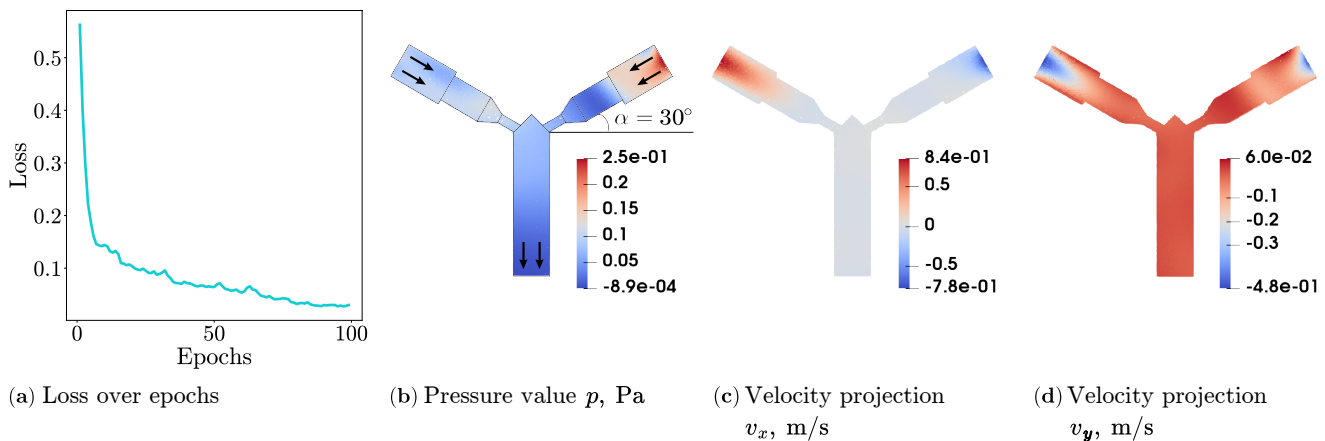 0.5
0.4
0.3
0.2
0.1
Loss
0 50 100
Epochs
α = 30°
2.5e-01
0.2
0.15
0.1
0.05
-8.9e-04
8.4e-01
0.5
0
-0.5
-7.8e-01
6.0e-02
-0.1
-0.2
-0.3
-4.8e-01
(a) Loss over epochs
(b) Pressure value p, Pa
(c) Velocity projection
vₓ, m/s
(d) Velocity projection
v_y, m/s